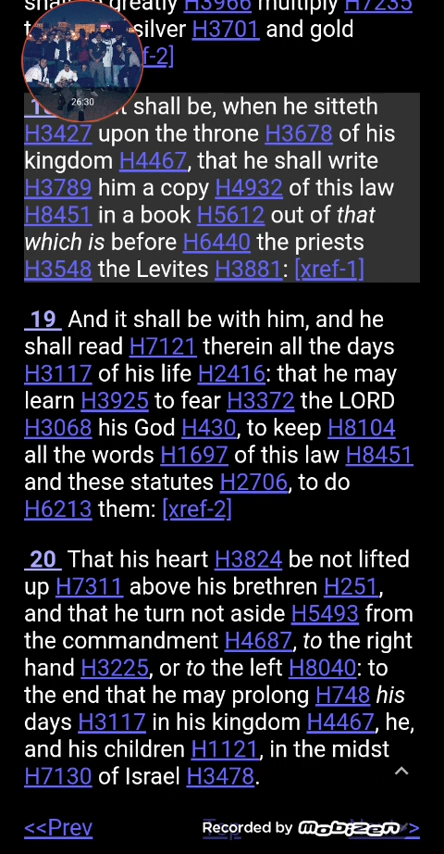 greatly H3966 multiply H7235
silver H3701 and gold
26:30
it shall be, when he sitteth
H3427 upon the throne H3678 of his
kingdom H4467, that he shall write
H3789 him a copy H4932 of this law
H8451 in a book H5612 out of that
which is before H6440 the priests
H3548 the Levites H3881: [xref-1]
19 And it shall be with him, and he
shall read H7121 therein all the days
H3117 of his life H2416: that he may
learn H3925 to fear H3372 the LORD
H3068 his God H430, to keep H8104
all the words H1697 of this law H8451
and these statutes H2706, to do
H6213 them: [xref-2]
20 That his heart H3824 be not lifted
up H7311 above his brethren H251,
and that he turn not aside H5493 from
the commandment H4687, to the right
hand H3225, or to the left H8040: to
the end that he may prolong H748 his
days H3117 in his kingdom H4467, he,
and his children H1121, in the midst
H7130 of Israel H3478.
<<Prev
Recorded by Mobizen